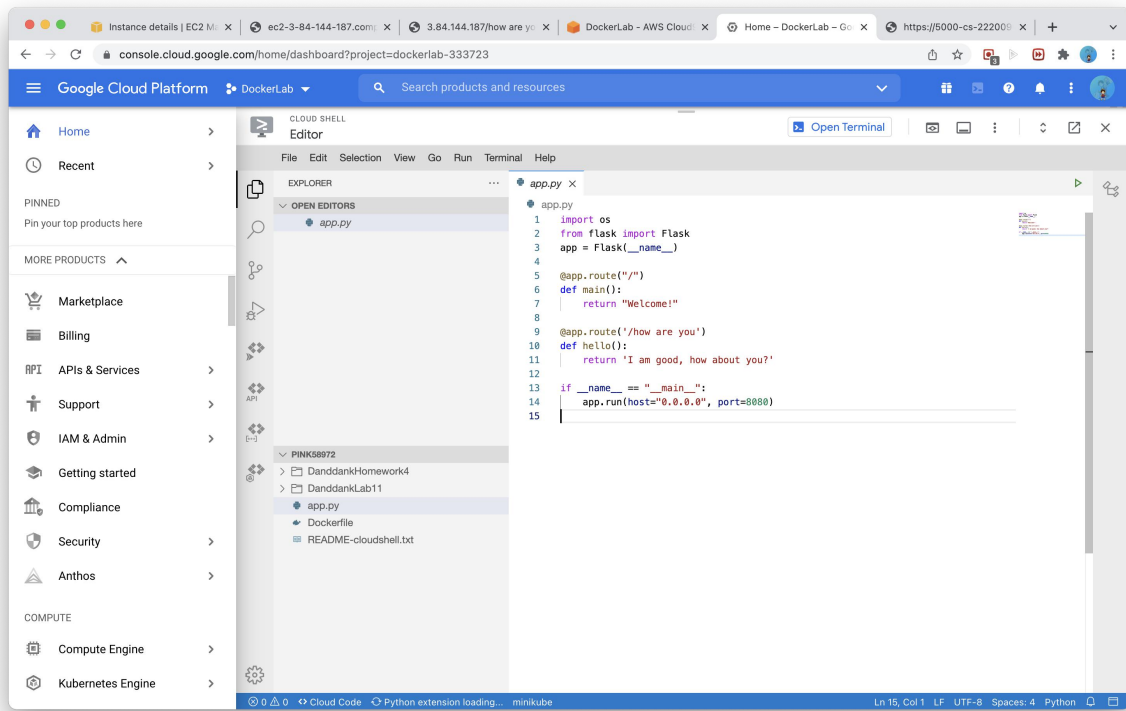 Instance details | EC2 M
ec2-3-84-144-187.com
3.84.144.187/how are yo
DockerLab - AWS Cloud
Home – DockerLab – Go
https://5000-cs-222009
console.cloud.google.com/home/dashboard?project=dockerlab-333723
3
Google Cloud Platform
DockerLab
Search products and resources
Home
Recent
PINNED
Pin your top products here
MORE PRODUCTS
Marketplace
Billing
API
APIs & Services
Support
IAM & Admin
Getting started
Compliance
Security
Anthos
COMPUTE
Compute Engine
Kubernetes Engine
CLOUD SHELL
Editor
Open Terminal
File Edit Selection View Go Run Terminal Help
EXPLORER
OPEN EDITORS
app.py
API
PINK58972
DanddankHomework4
DanddankLab11
app.py
Dockerfile
README-cloudshell.txt
app.py
app.py
1 import os
2 from flask import Flask
3 app = Flask(__name__)
4
5 @app.route("/")
6 def main():
7 return "Welcome!"
8
9 @app.route('/how are you')
10 def hello():
11 return 'I am good, how about you?'
12
13 if __name__ == "__main__":
14 app.run(host="0.0.0.0", port=8080)
15
0 0 Cloud Code Python extension loading... minikube
Ln 15, Col 1 LF UTF-8 Spaces: 4 Python